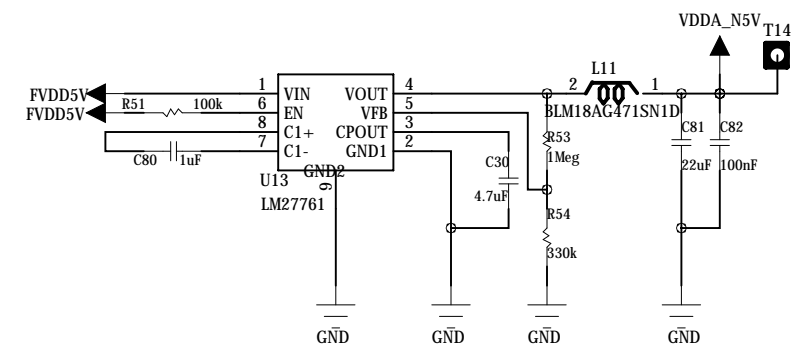 VDDA_N5V
T14
L11
FVDD5V
1
VIN
VOUT
4
2
1
BLM18AG471SN1D
FVDD5V
R51
100k
6
EN
VFB
5
8
C1+
CPOUT
3
C81
C82
7
C1-
GND1
2
R53
1Meg
C80
1uF
C30
22uF
100nF
GND2
9
U13
LM27761
4.7uF
R54
330k
GND
GND
GND
GND